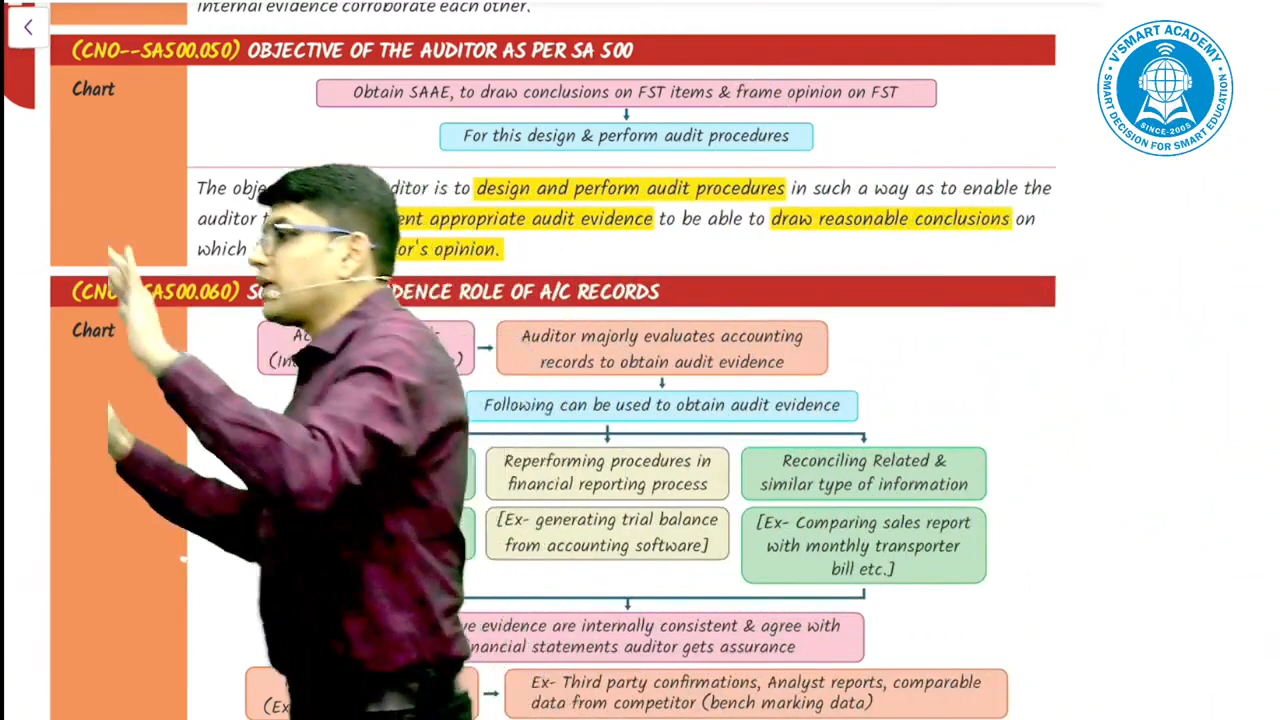 internal evidence corroborate each other.
(CNO--SA500.050) OBJECTIVE OF THE AUDITOR AS PER SA 500
Chart
Obtain SAAE, to draw conclusions on FST items & frame opinion on FST
For this design & perform audit procedures
The ditor is to design and perform audit procedures in such a way as to enable the
auditor appropriate audit evidence to be able to draw reasonable conclusions on
which opinion.
SA500.060) ROLE OF A/C RECORDS
Chart
Auditor majorly evaluates accounting
records to obtain audit evidence
Following can be used to obtain audit evidence
Reperforming procedures in
financial reporting process
Reconciling Related &
similar type of information
[Ex- generating trial balance
from accounting software]
[Ex- Comparing sales report
with monthly transporter
bill etc.]
evidence are internally consistent & agree with
statements auditor gets assurance
Ex- Third party confirmations, Analyst reports, comparable
data from competitor (bench marking data)
V'SMART ACADEMY
SINCE-2005
SMART DECISION FOR SMART EDUCATION